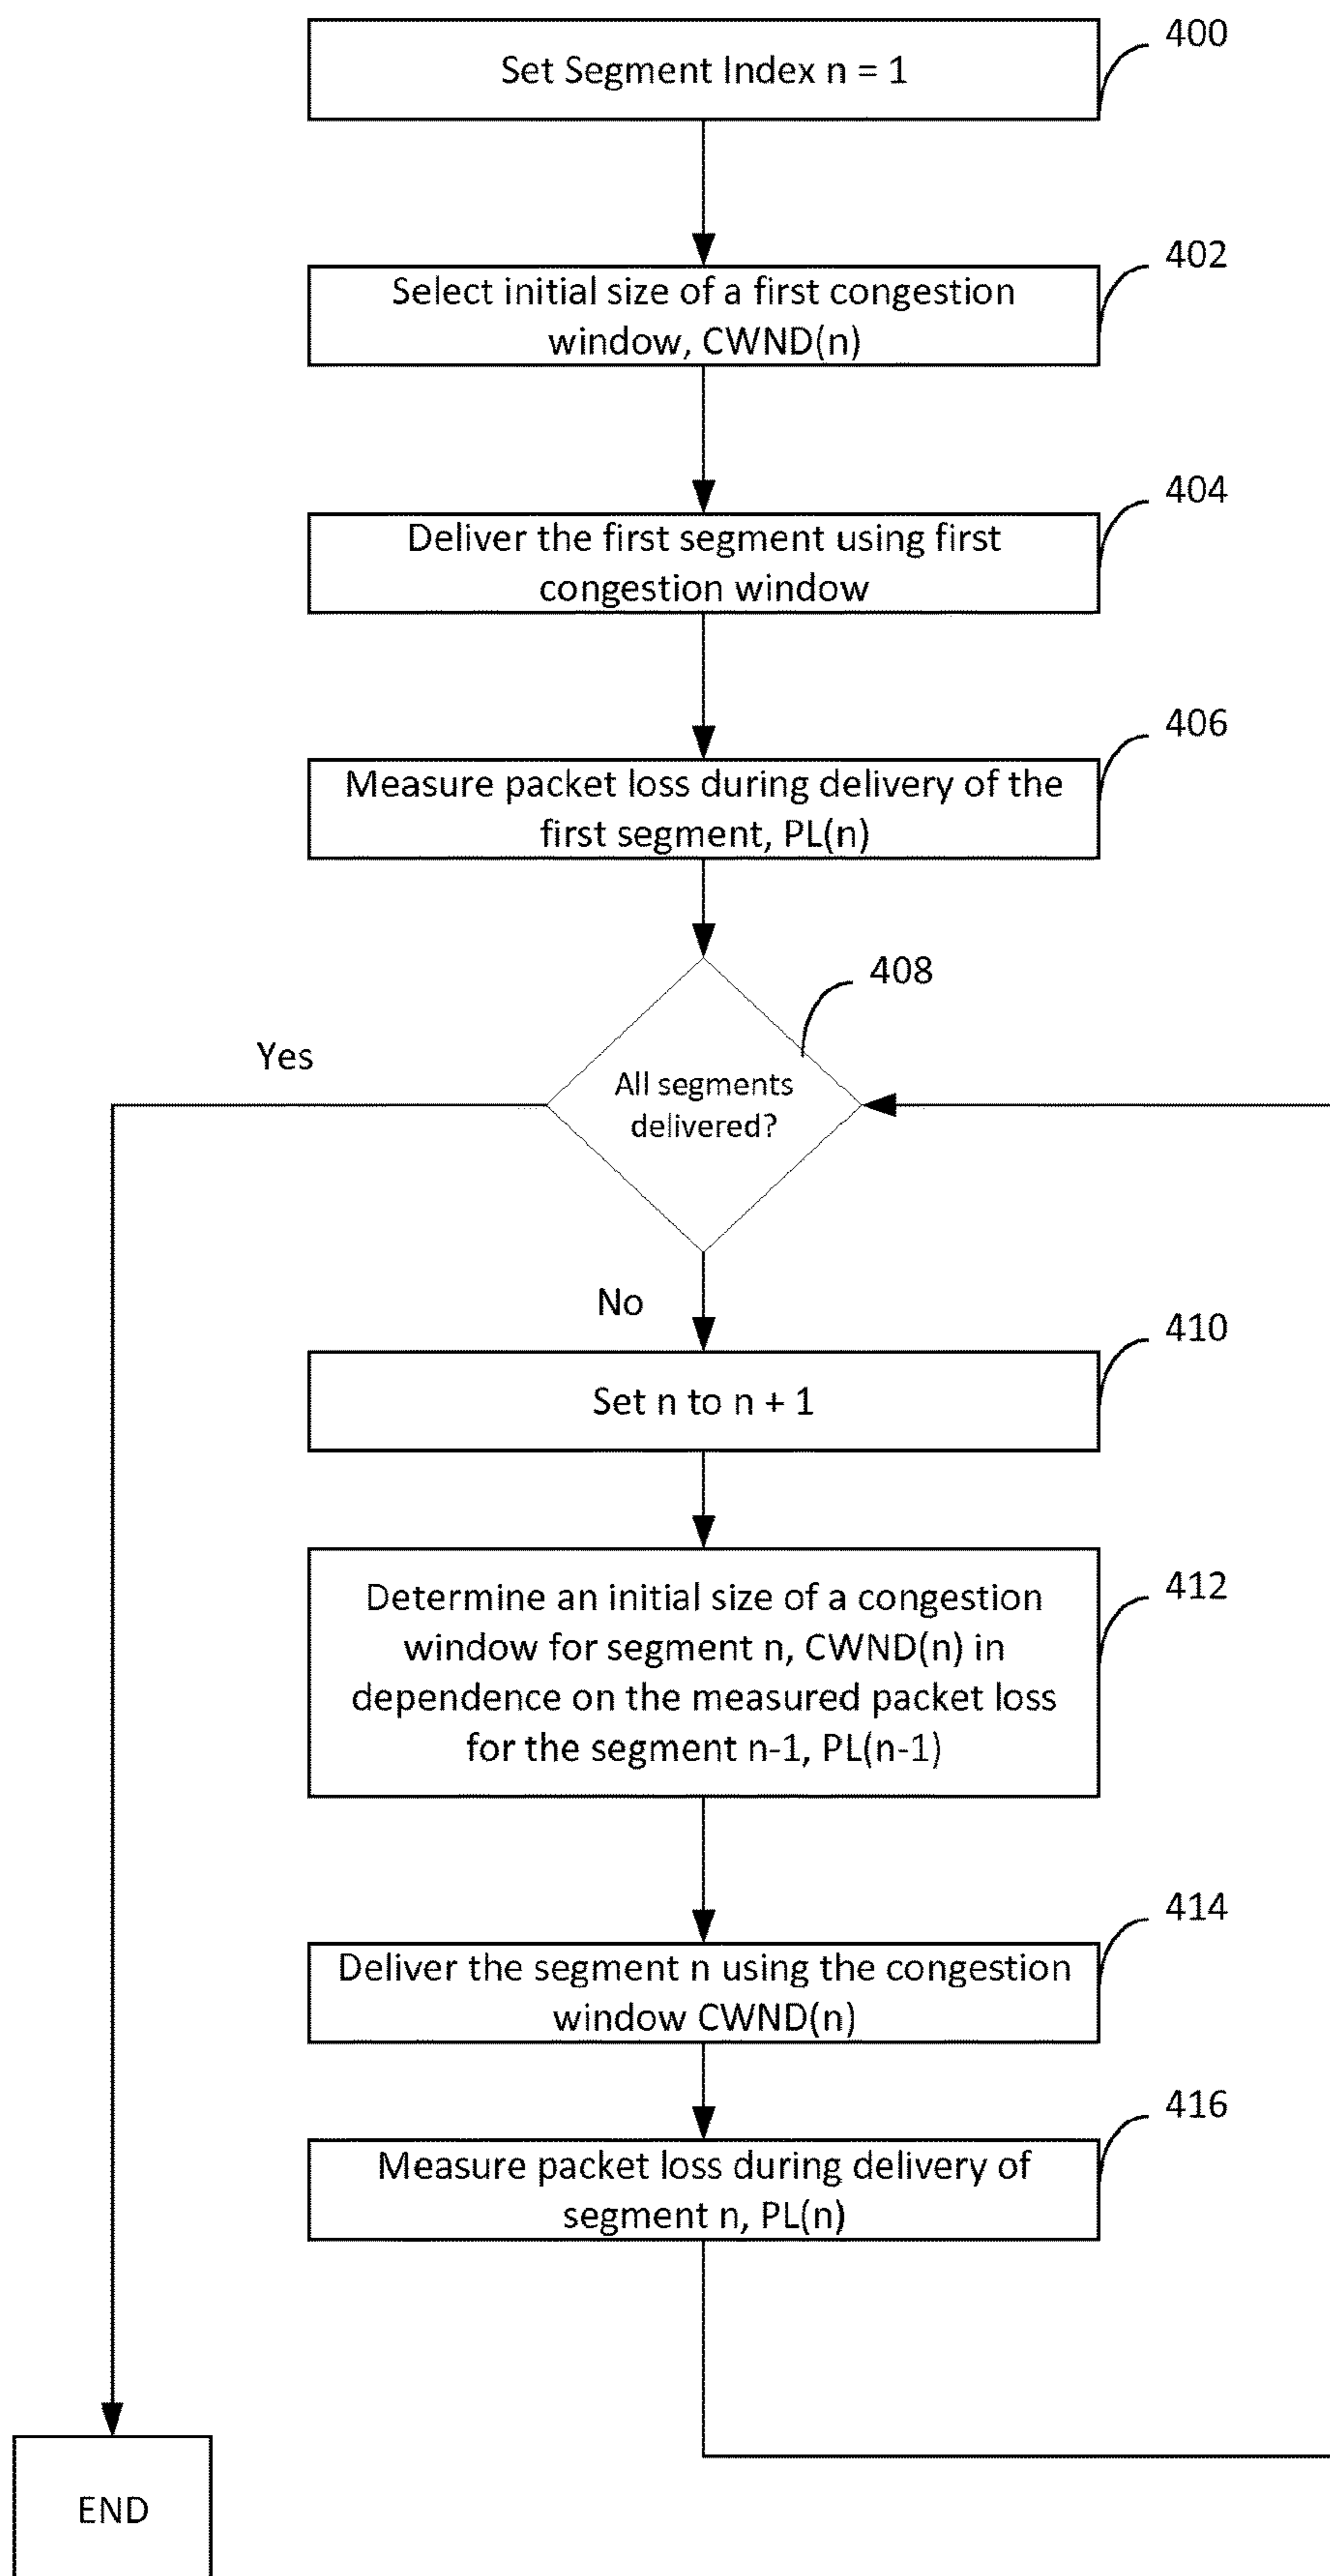 400
Set Segment Index n = 1
402
Select initial size of a first congestion
window, CWND(n)
404
Deliver the first segment using first
congestion window
406
Measure packet loss during delivery of the
first segment, PL(n)
408
Yes
All segments
delivered?
No
410
Set n to n + 1
412
Determine an initial size of a congestion
window for segment n, CWND(n) in
dependence on the measured packet loss
for the segment n-1, PL(n-1)
414
Deliver the segment n using the congestion
window CWND(n)
416
Measure packet loss during delivery of
segment n, PL(n)
END